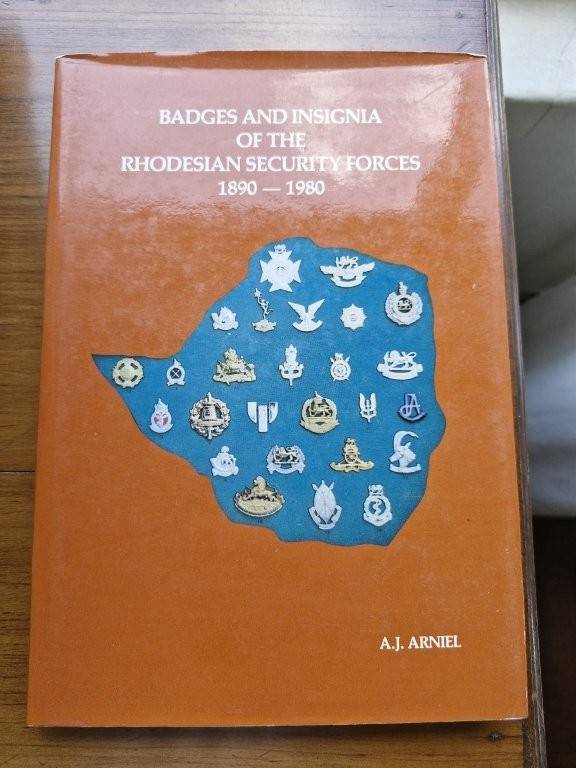 BADGES AND INSIGNIA
OF THE
RHODESIAN SECURITY FORCES
1890 — 1980
A.J. ARNIEL